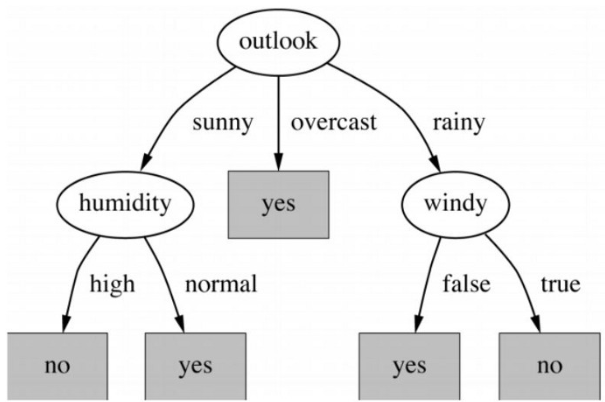 outlook
sunny overcast rainy
humidity yes windy
high normal false true
no yes yes no